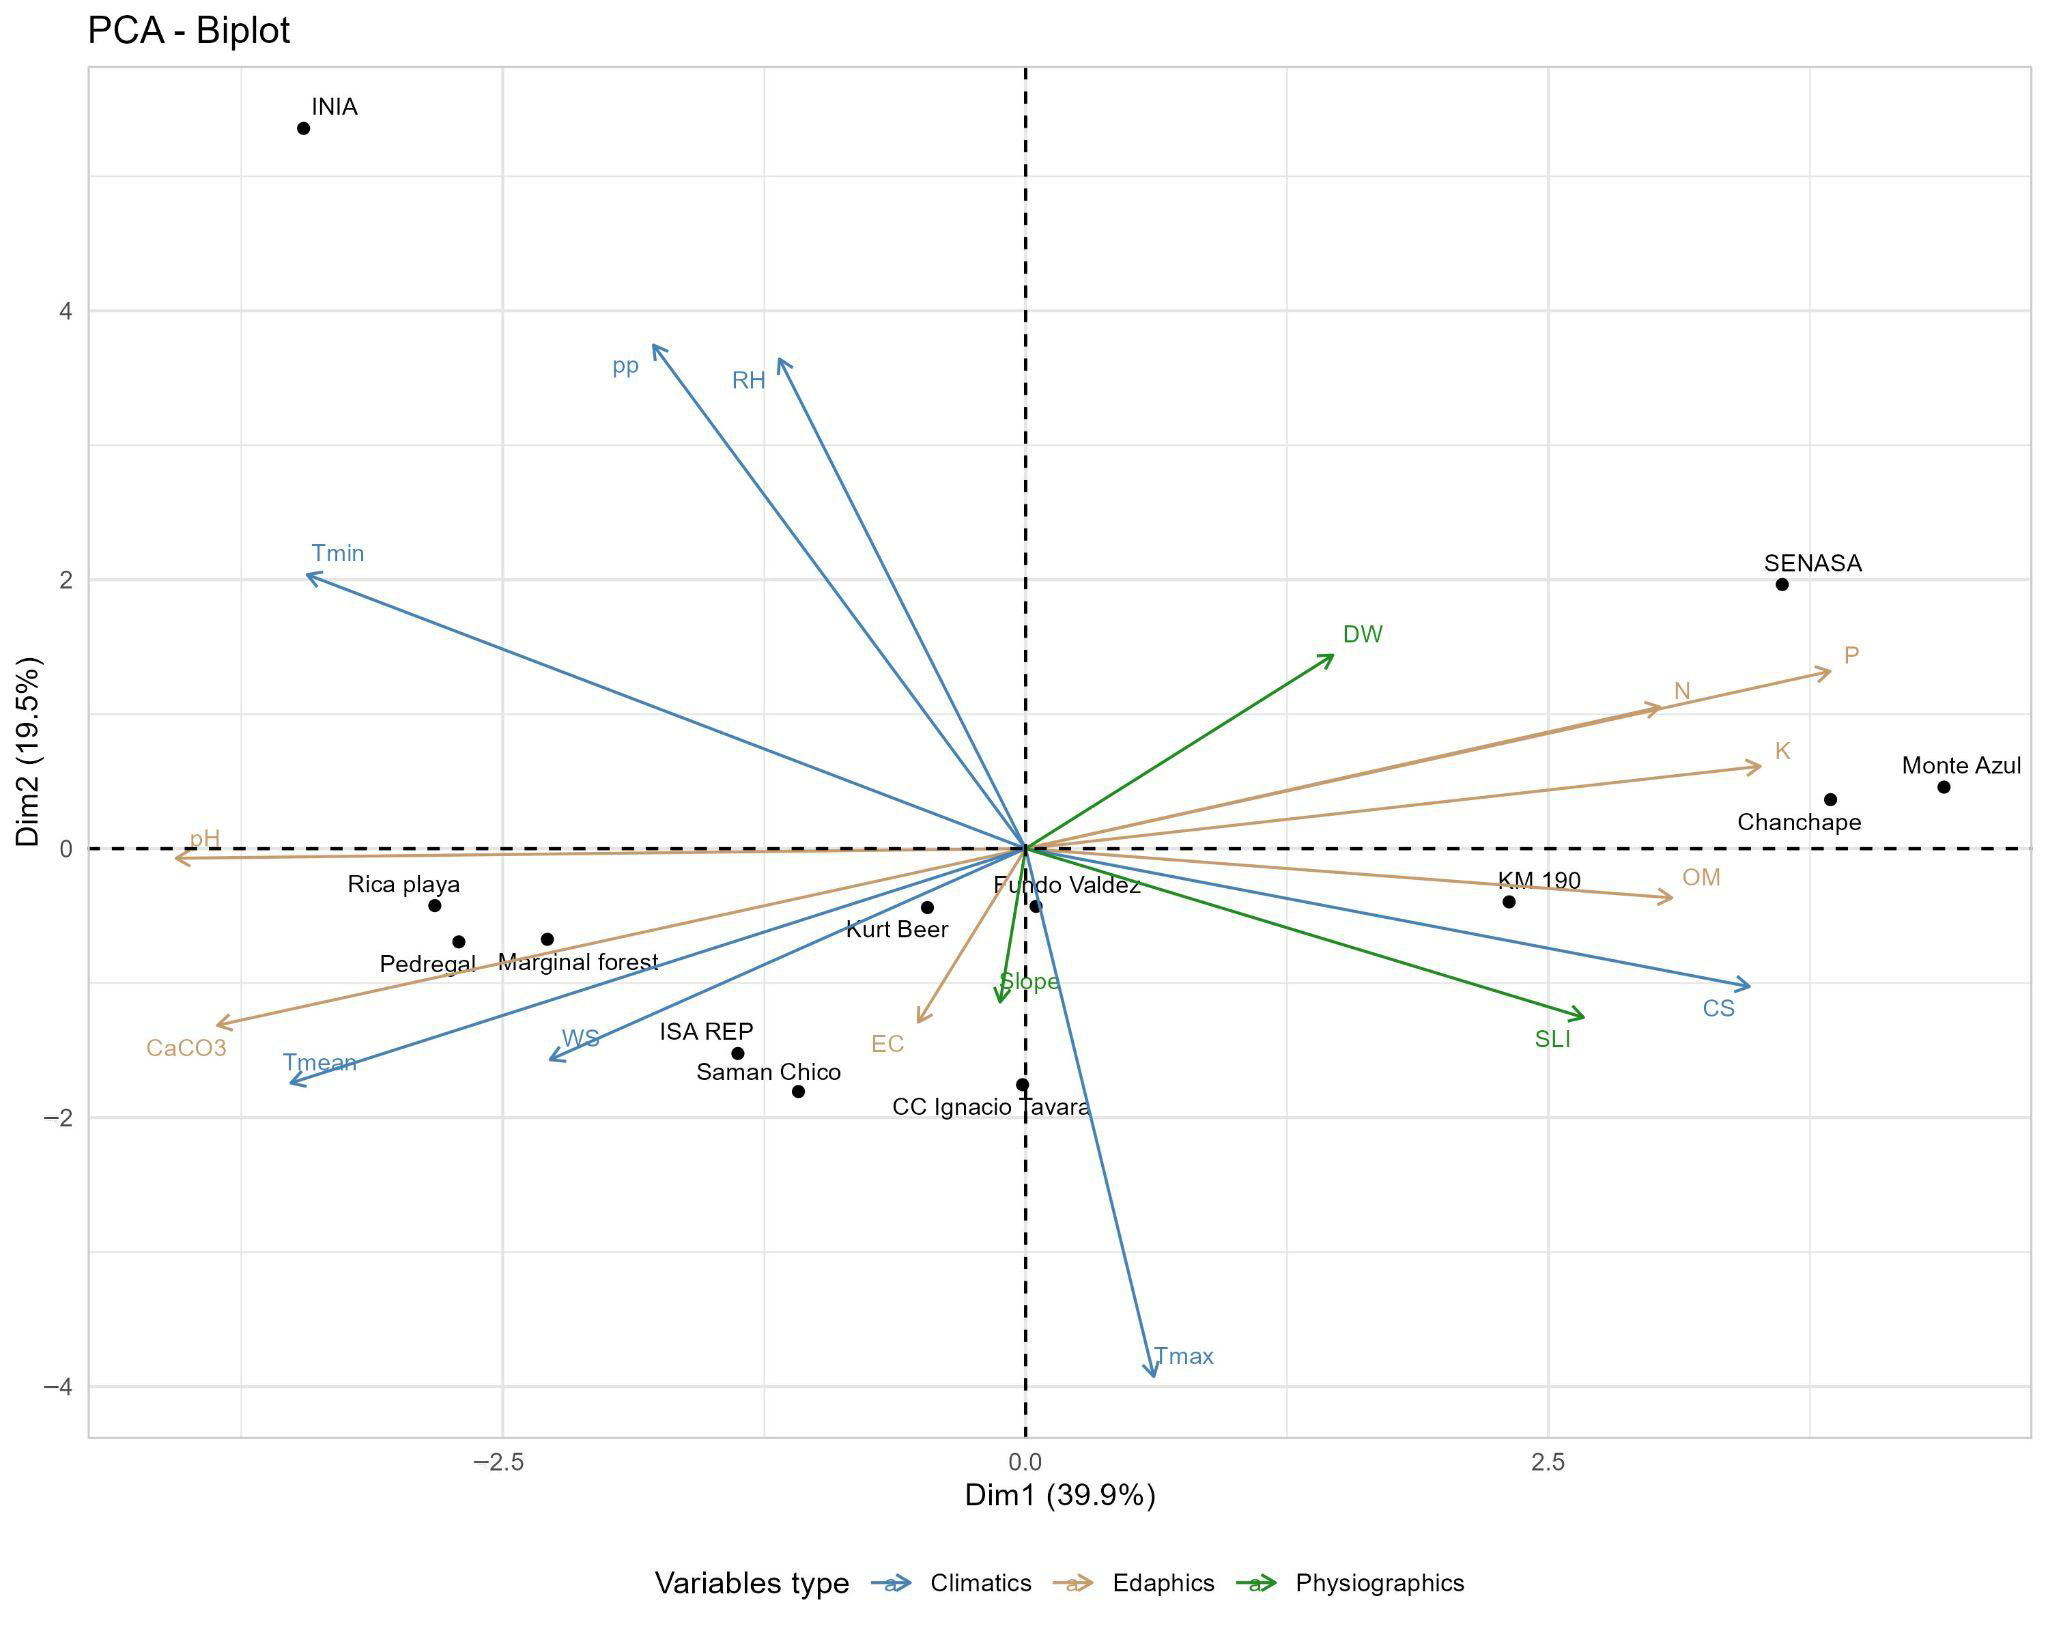 PCA - Biplot
INIA
4
pp
RH
Tmin
2
SENASA
DW
P
N
K
Monte Azul
Chanchape
Dim2 (19.5%)
0
pH
Rica playa
Fundo Valdez
KM 190
OM
Kurt Beer
Pedregal
Marginal forest
Slope
CS
ISA REP
WS
EC
SLI
CaCO3
Tmean
Saman Chico
CC Ignacio Tavara
−2
Tmax
−4
−2.5
0.0
2.5
Dim1 (39.9%)
Variables type
a
Climatics
a
Edaphics
a
Physiographics